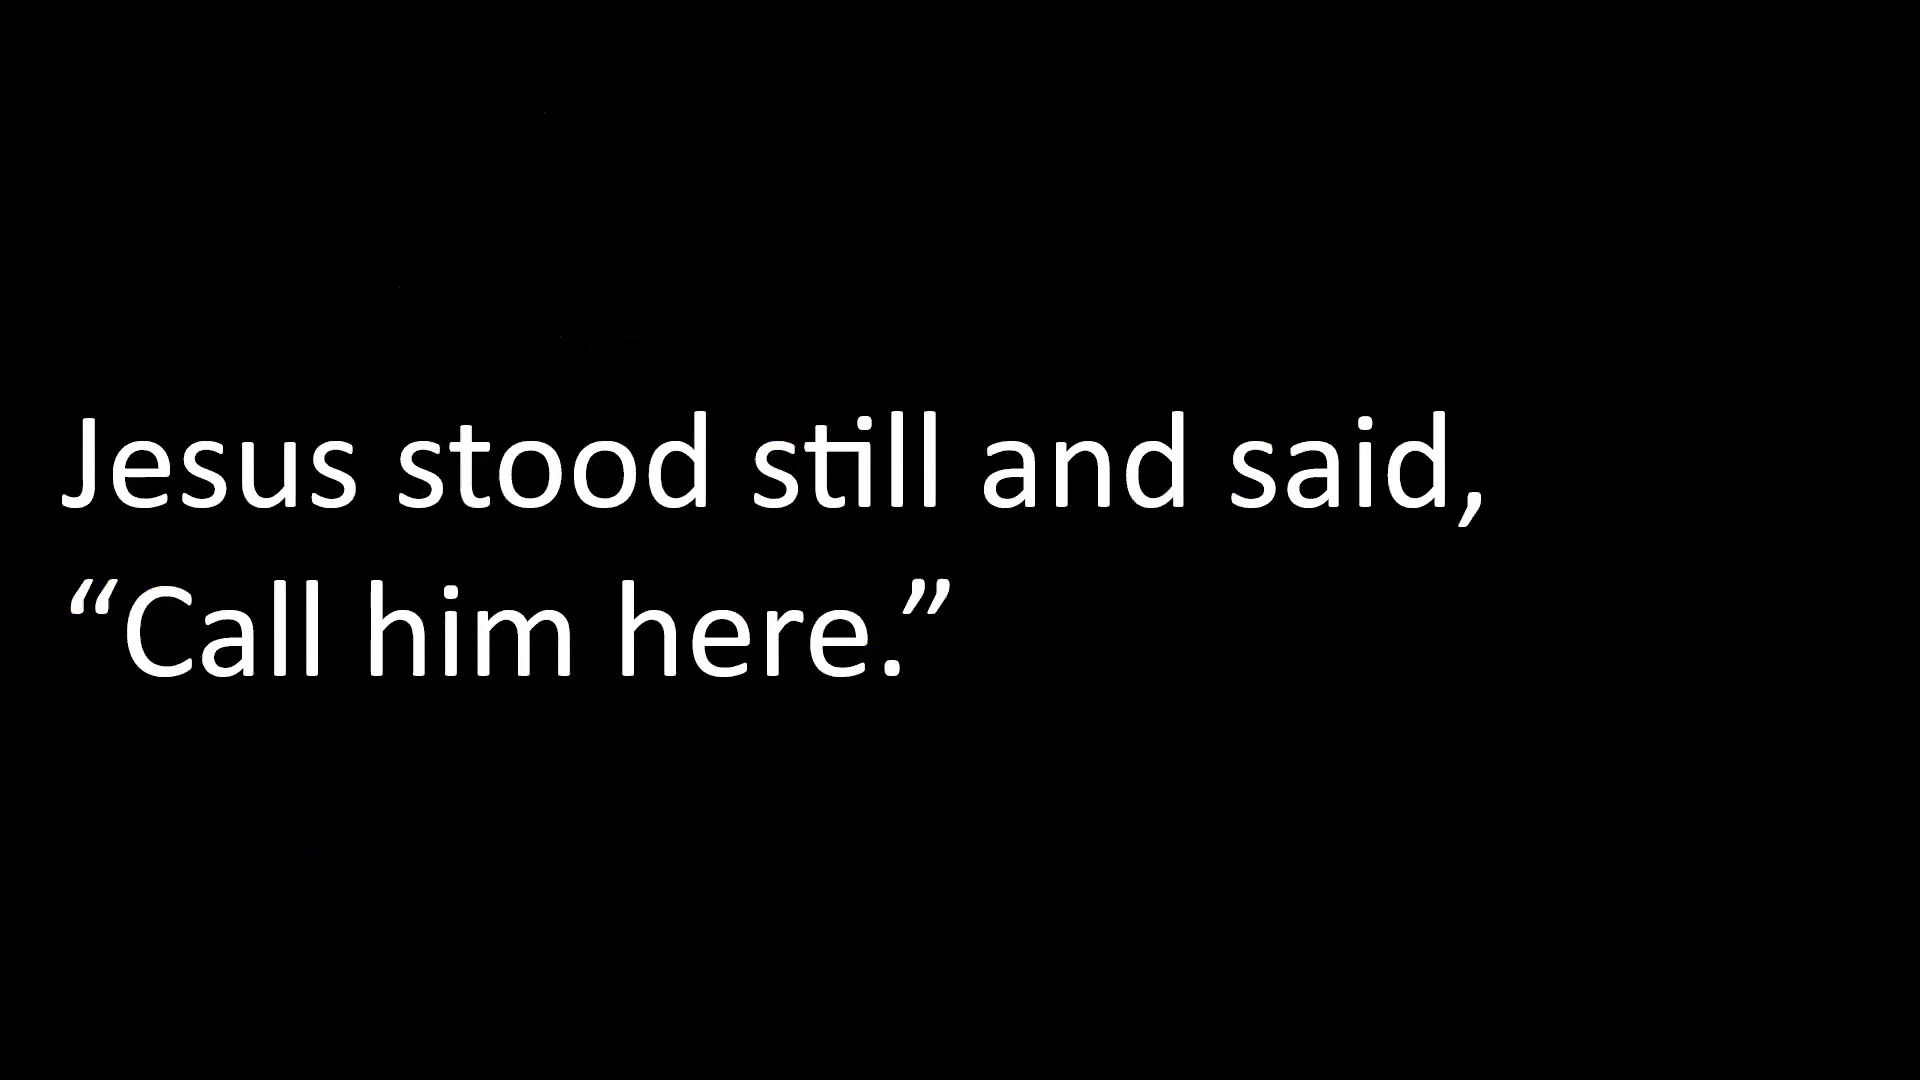 Jesus stood still and said,
“Call him here.”